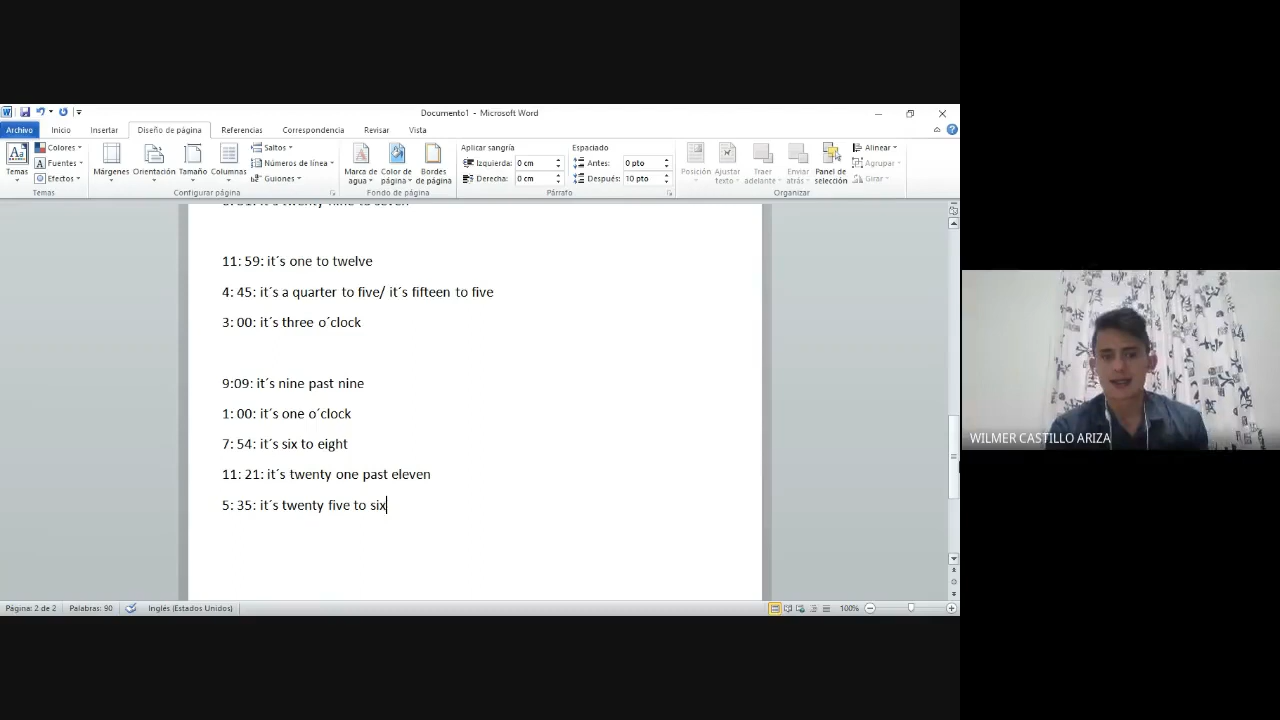 Documento1 - Microsoft Word
Archivo Inicio Insertar Diseño de página Referencias Correspondencia Revisar Vista
Temas
Colores
Fuentes
Efectos
Temas
Márgenes
Orientación
Tamaño
Columnas
Saltos
Números de línea
Guiones
Configurar página
Marca de agua
Color de página
Bordes de página
Fondo de página
Aplicar sangría
Izquierda: 0 cm
Derecha: 0 cm
Espaciado
Antes: 0 pto
Después: 10 pto
Párrafo
Posición
Ajustar texto
Traer adelante
Enviar atrás
Panel de selección
Alinear
Agrupar
Girar
Organizar
11: 59: it´s one to twelve
4: 45: it´s a quarter to five/ it´s fifteen to five
3: 00: it´s three o´clock
9:09: it´s nine past nine
1: 00: it´s one o´clock
7: 54: it´s six to eight
11: 21: it´s twenty one past eleven
5: 35: it´s twenty five to six
WILMER CASTILLO ARIZA
Página: 2 de 2 Palabras: 90 Inglés (Estados Unidos) 100%